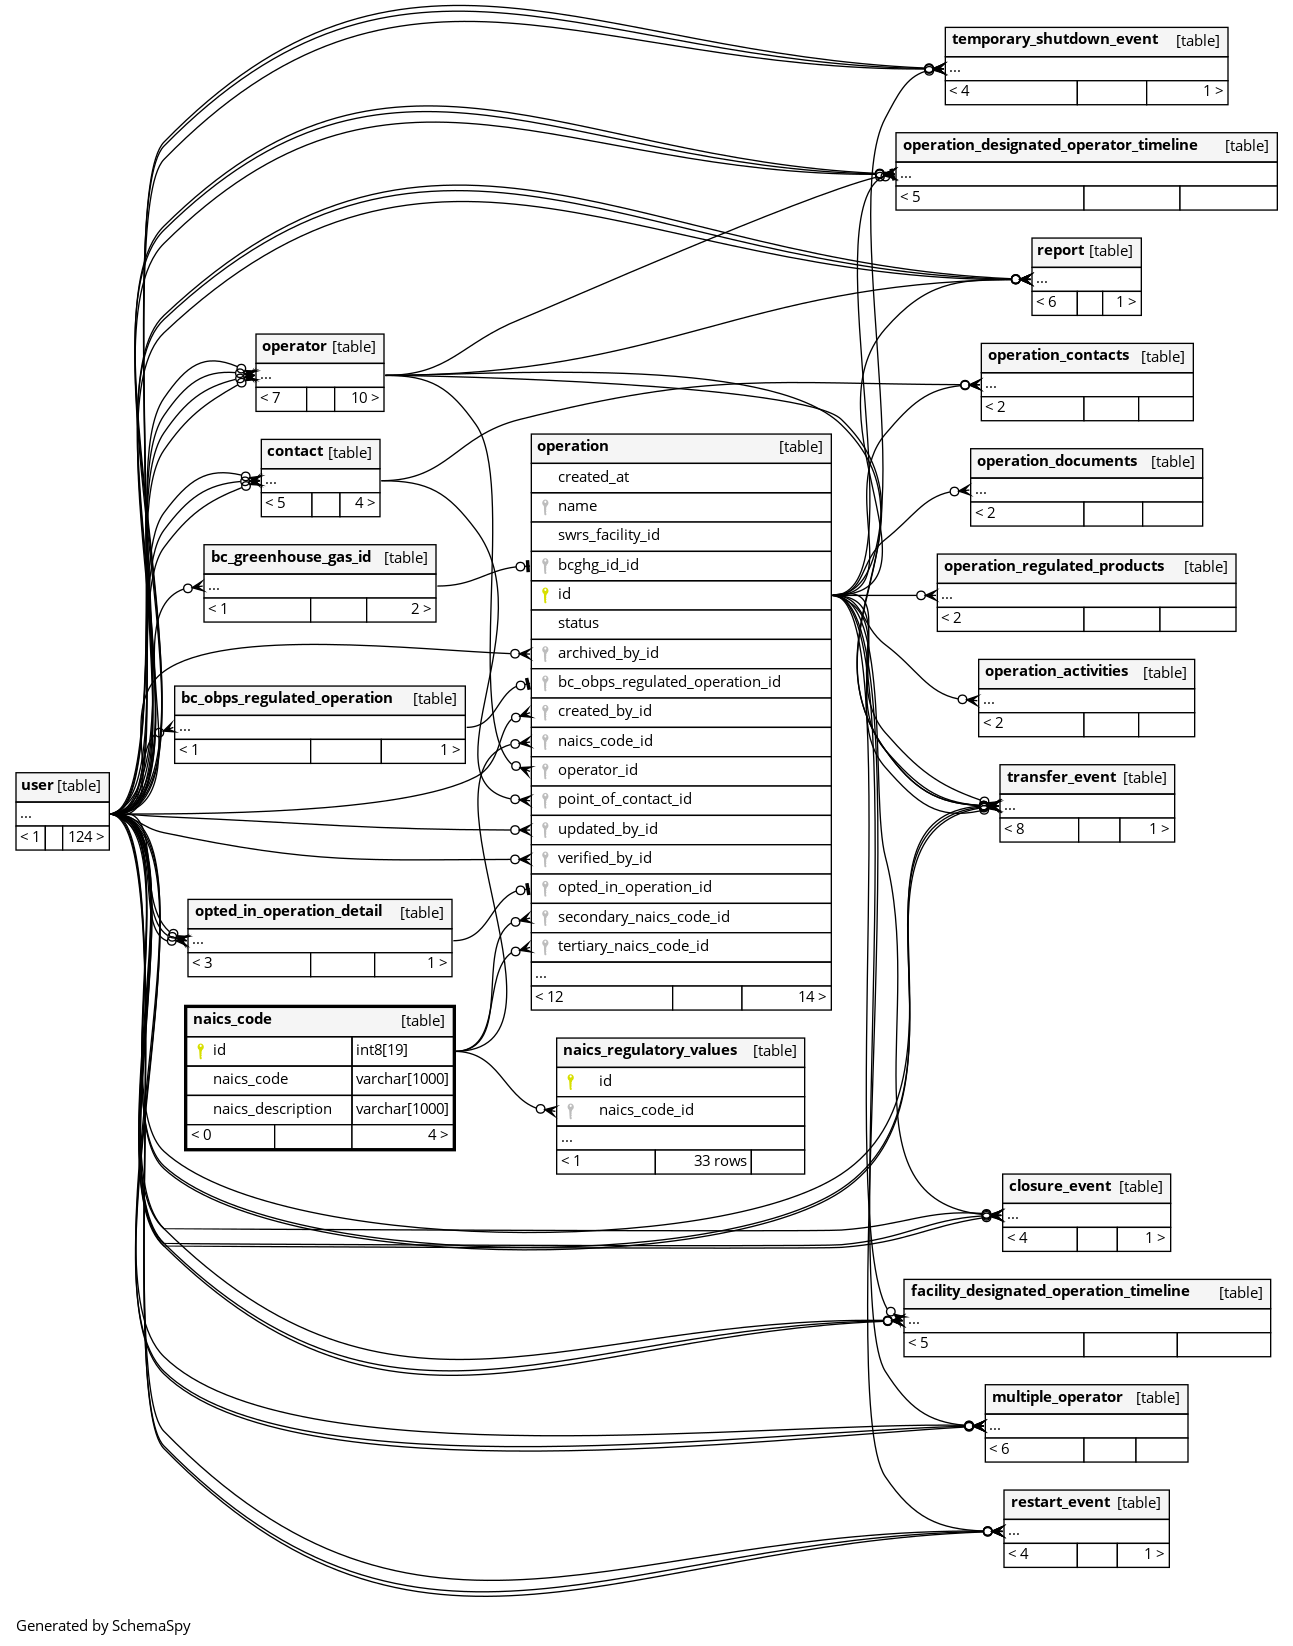 temporary_shutdown_event [table]
...
< 4 1 >
operation_designated_operator_timeline [table]
...
< 5
report [table]
...
< 6 1 >
operator [table]
...
< 7 10 >
operation_contacts [table]
...
< 2
contact [table]
...
< 5 4 >
operation [table]
created_at
name
swrs_facility_id
bcghg_id_id
id
status
archived_by_id
bc_obps_regulated_operation_id
created_by_id
naics_code_id
operator_id
point_of_contact_id
updated_by_id
verified_by_id
opted_in_operation_id
secondary_naics_code_id
tertiary_naics_code_id
...
< 12 14 >
operation_documents [table]
...
< 2
bc_greenhouse_gas_id [table]
...
< 1 2 >
operation_regulated_products [table]
...
< 2
operation_activities [table]
...
< 2
bc_obps_regulated_operation [table]
...
< 1 1 >
user [table]
...
< 1 124 >
transfer_event [table]
...
< 8 1 >
opted_in_operation_detail [table]
...
< 3 1 >
naics_code [table]
id int8[19]
naics_code varchar[1000]
naics_description varchar[1000]
< 0 4 >
naics_regulatory_values [table]
id
naics_code_id
...
< 1 33 rows
closure_event [table]
...
< 4 1 >
facility_designated_operation_timeline [table]
...
< 5
multiple_operator [table]
...
< 6
restart_event [table]
...
< 4 1 >
Generated by SchemaSpy